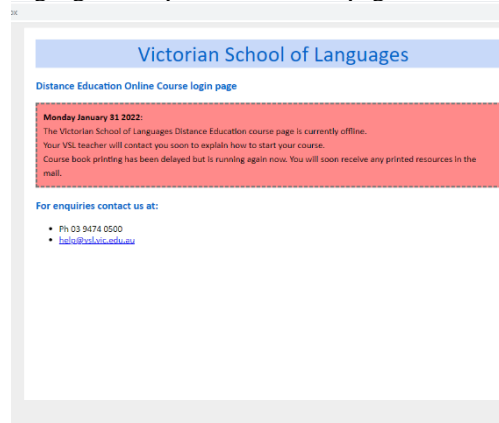 Victorian School of Languages
Distance Education Online Course login page
Monday January 31 2022:
The Victorian School of Languages Distance Education course page is currently offline.
Your VSL teacher will contact you soon to explain how to start your course.
Course book printing has been delayed but is running again now. You will soon receive any printed resources in the
mail.
For enquiries contact us at:
• Ph 03 9474 0500
• help@vsl.vic.edu.au